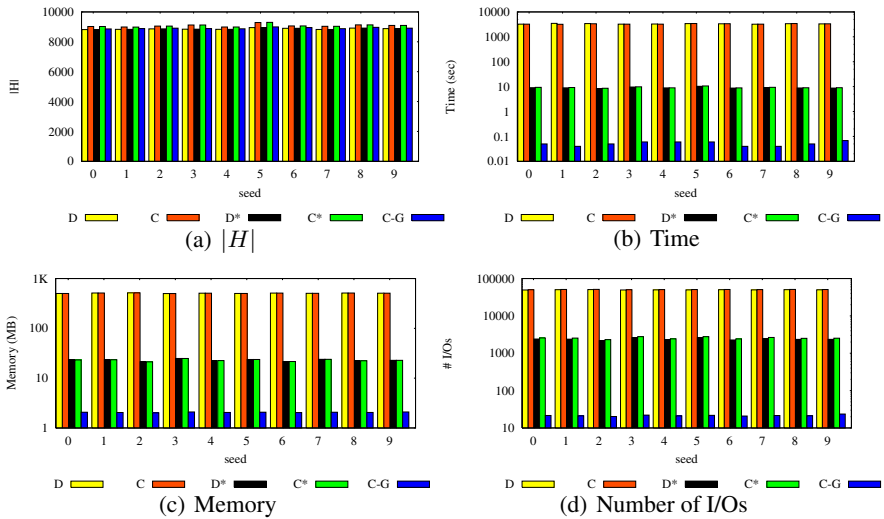 10000
8000
6000
4000
2000
0
|H|
0 1 2 3 4 5 6 7 8 9
seed
D C D* C* C-G
(a) |H|
10000
1000
100
10
1
0.1
0.01
Time (sec)
0 1 2 3 4 5 6 7 8 9
seed
D C D* C* C-G
(b) Time
1K
100
10
1
Memory (MB)
0 1 2 3 4 5 6 7 8 9
seed
D C D* C* C-G
(c) Memory
100000
10000
1000
100
10
# I/Os
0 1 2 3 4 5 6 7 8 9
seed
D C D* C* C-G
(d) Number of I/Os